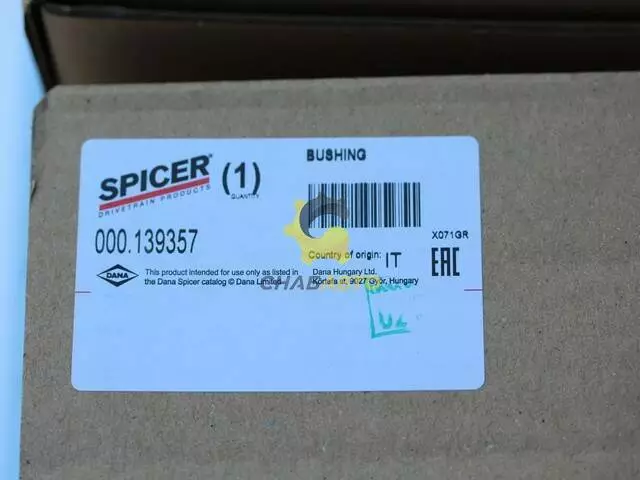 SPICER®
DRIVETRAIN PRODUCTS
(1)
QUANTITY
BUSHING
000.139357
X071GR
Country of origin: IT
EAC
DANA
This product intended for use only as listed in
the Dana Spicer catalog © Dana Limited
Dana Hungary Ltd.
9027 Győr, Hungary